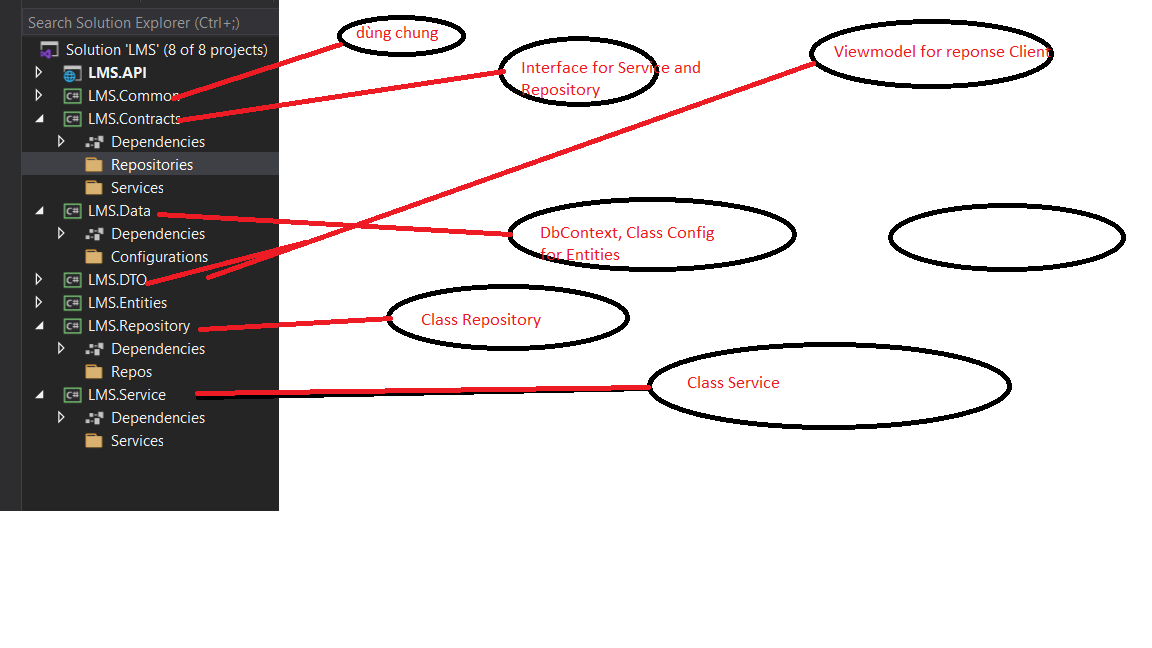 Search Solution Explorer (Ctrl+;)
Solution 'LMS' (8 of 8 projects)
LMS.API
LMS.Common
LMS.Contracts
Dependencies
Repositories
Services
LMS.Data
Dependencies
Configurations
LMS.DTO
LMS.Entities
LMS.Repository
Dependencies
Repos
LMS.Service
Dependencies
Services
dùng chung
Interface for Service and
Repository
Viewmodel for reponse Client
DbContext, Class Config
for Entities
Class Repository
Class Service